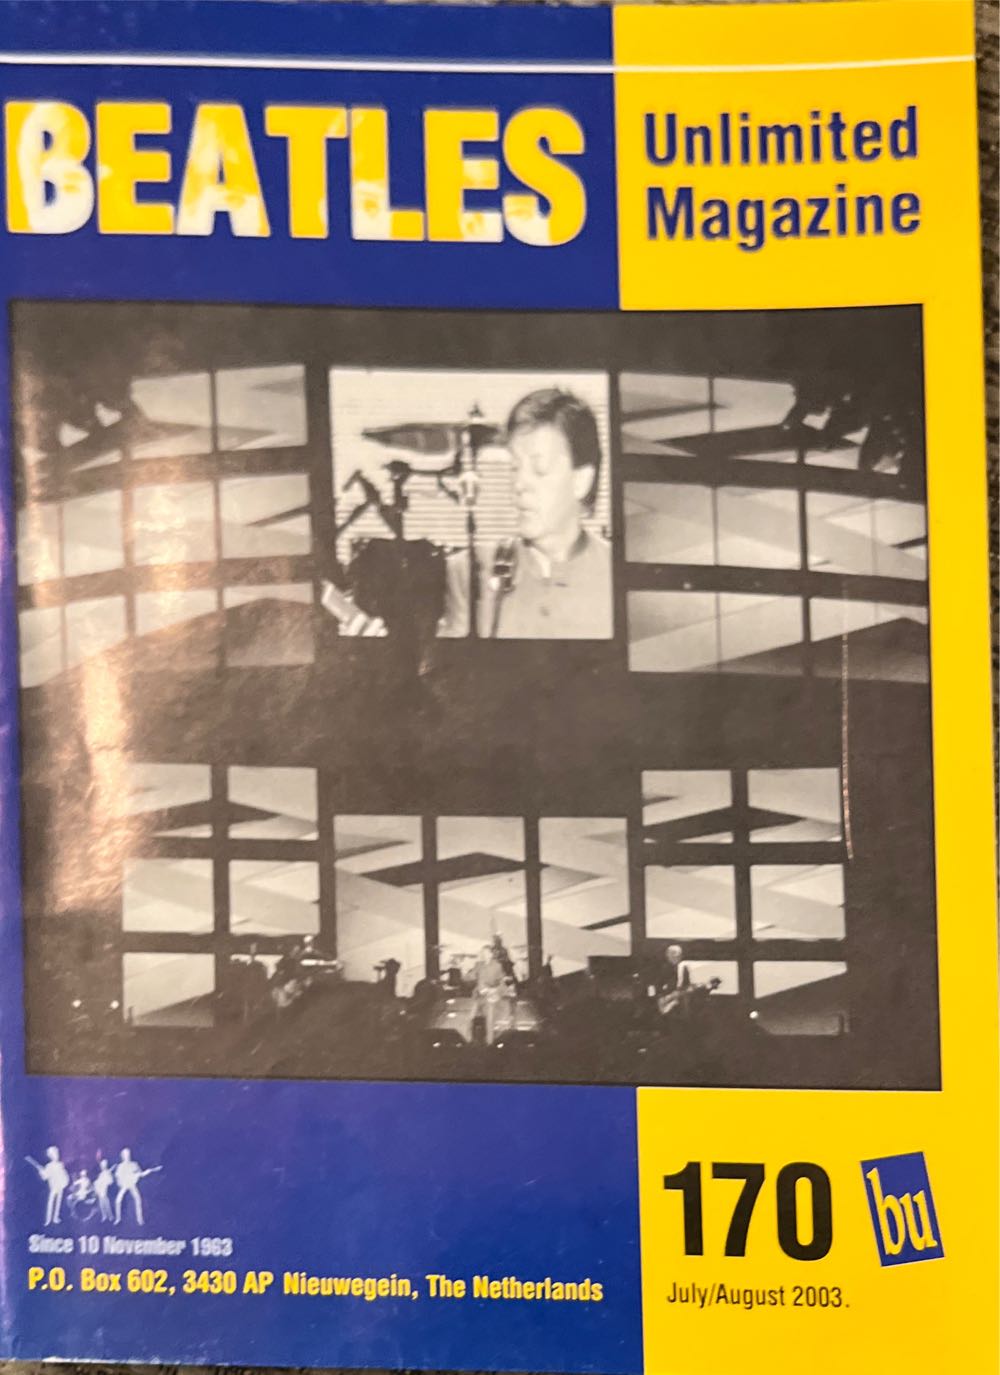 BEATLES
Unlimited
Magazine
Since 10 November 1963
P.O. Box 602, 3430 AP Nieuwegein, The Netherlands
170
bu
July/August 2003.